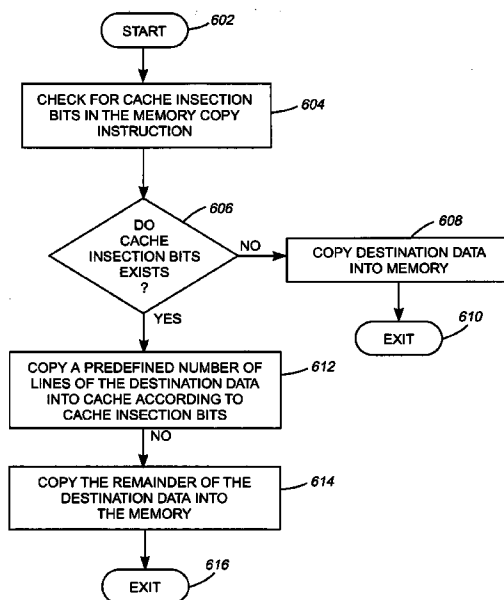 START
602
CHECK FOR CACHE INSECTION
BITS IN THE MEMORY COPY
INSTRUCTION
604
606
DO
CACHE
INSECTION BITS
EXISTS
?
NO
608
COPY DESTINATION DATA
INTO MEMORY
EXIT
610
YES
COPY A PREDEFINED NUMBER OF
LINES OF THE DESTINATION DATA
INTO CACHE ACCORDING TO
CACHE INSECTION BITS
612
NO
COPY THE REMAINDER OF THE
DESTINATION DATA INTO
THE MEMORY
614
EXIT
616